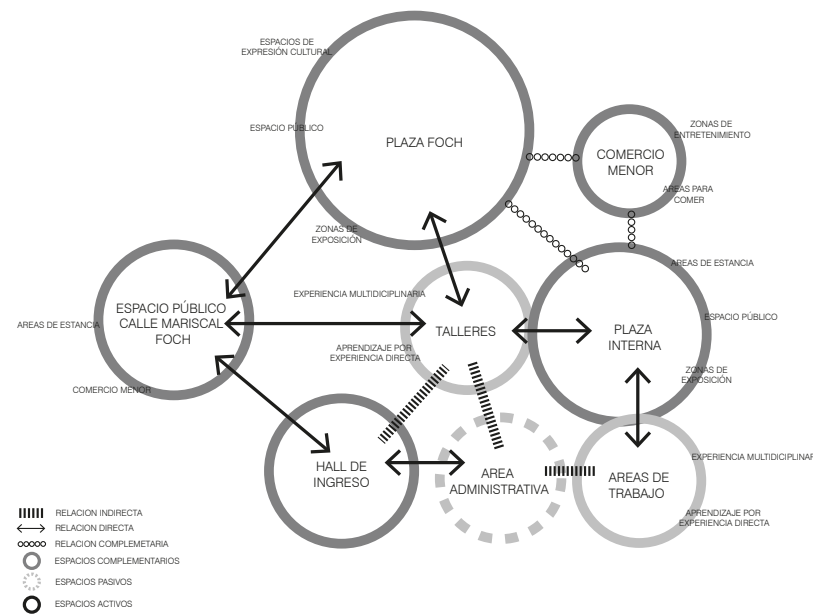 ESPACIOS DE
EXPRESIÓN CULTURAL
ESPACIO PÚBLICO
PLAZA FOCH
ZONAS DE
EXPOSICIÓN
ZONAS DE
ENTRETENIMIENTO
COMERCIO
MENOR
AREAS PARA
COMER
ESPACIO PÚBLICO
CALLE MARISCAL
FOCH
AREAS DE ESTANCIA
COMERCIO MENOR
EXPERIENCIA MULTIDICIPLINARIA
TALLERES
APRENDIZAJE POR
EXPERIENCIA DIRECTA
AREAS DE ESTANCIA
ESPACIO PÚBLICO
PLAZA
INTERNA
ZONAS DE
EXPOSICIÓN
HALL DE
INGRESO
AREA
ADMINISTRATIVA
AREAS DE
TRABAJO
EXPERIENCIA MULTIDICIPLINAR
APRENDIZAJE POR
EXPERIENCIA DIRECTA
RELACION INDIRECTA
RELACION DIRECTA
RELACION COMPLEMETARIA
ESPACIOS COMPLEMENTARIOS
ESPACIOS PASIVOS
ESPACIOS ACTIVOS